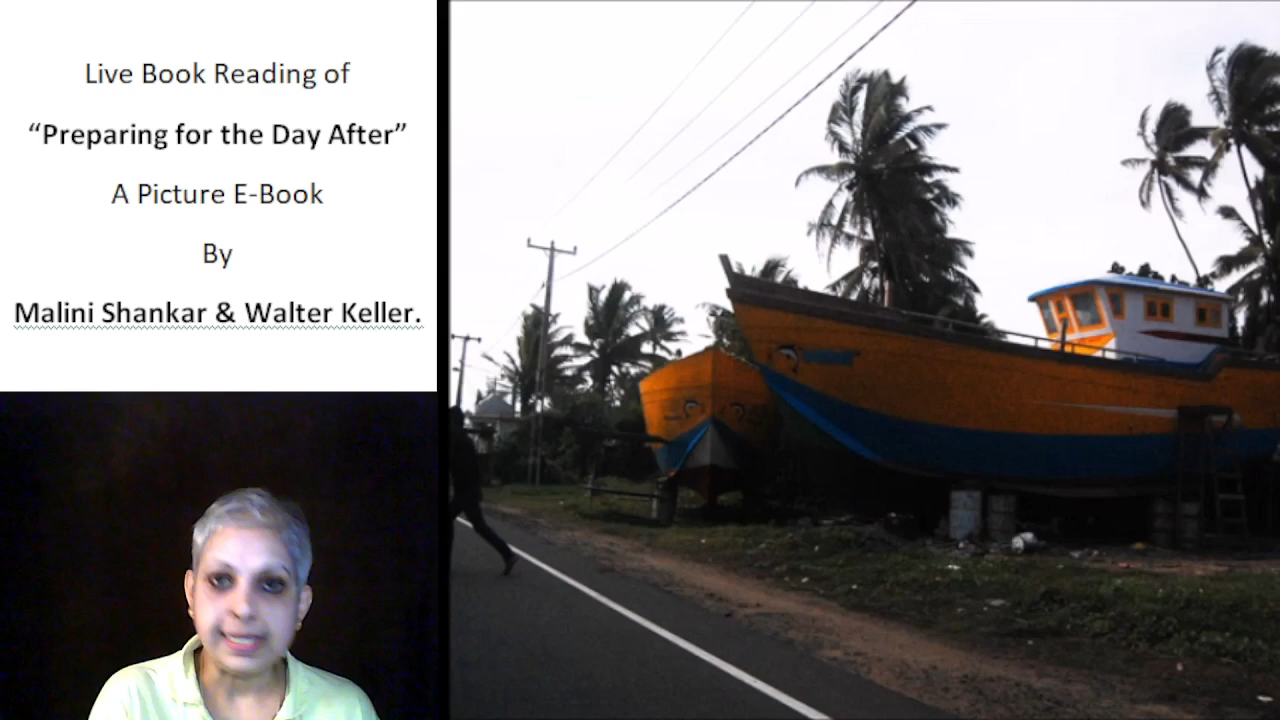 Live Book Reading of
“Preparing for the Day After”
A Picture E-Book
By
Malini Shankar & Walter Keller.